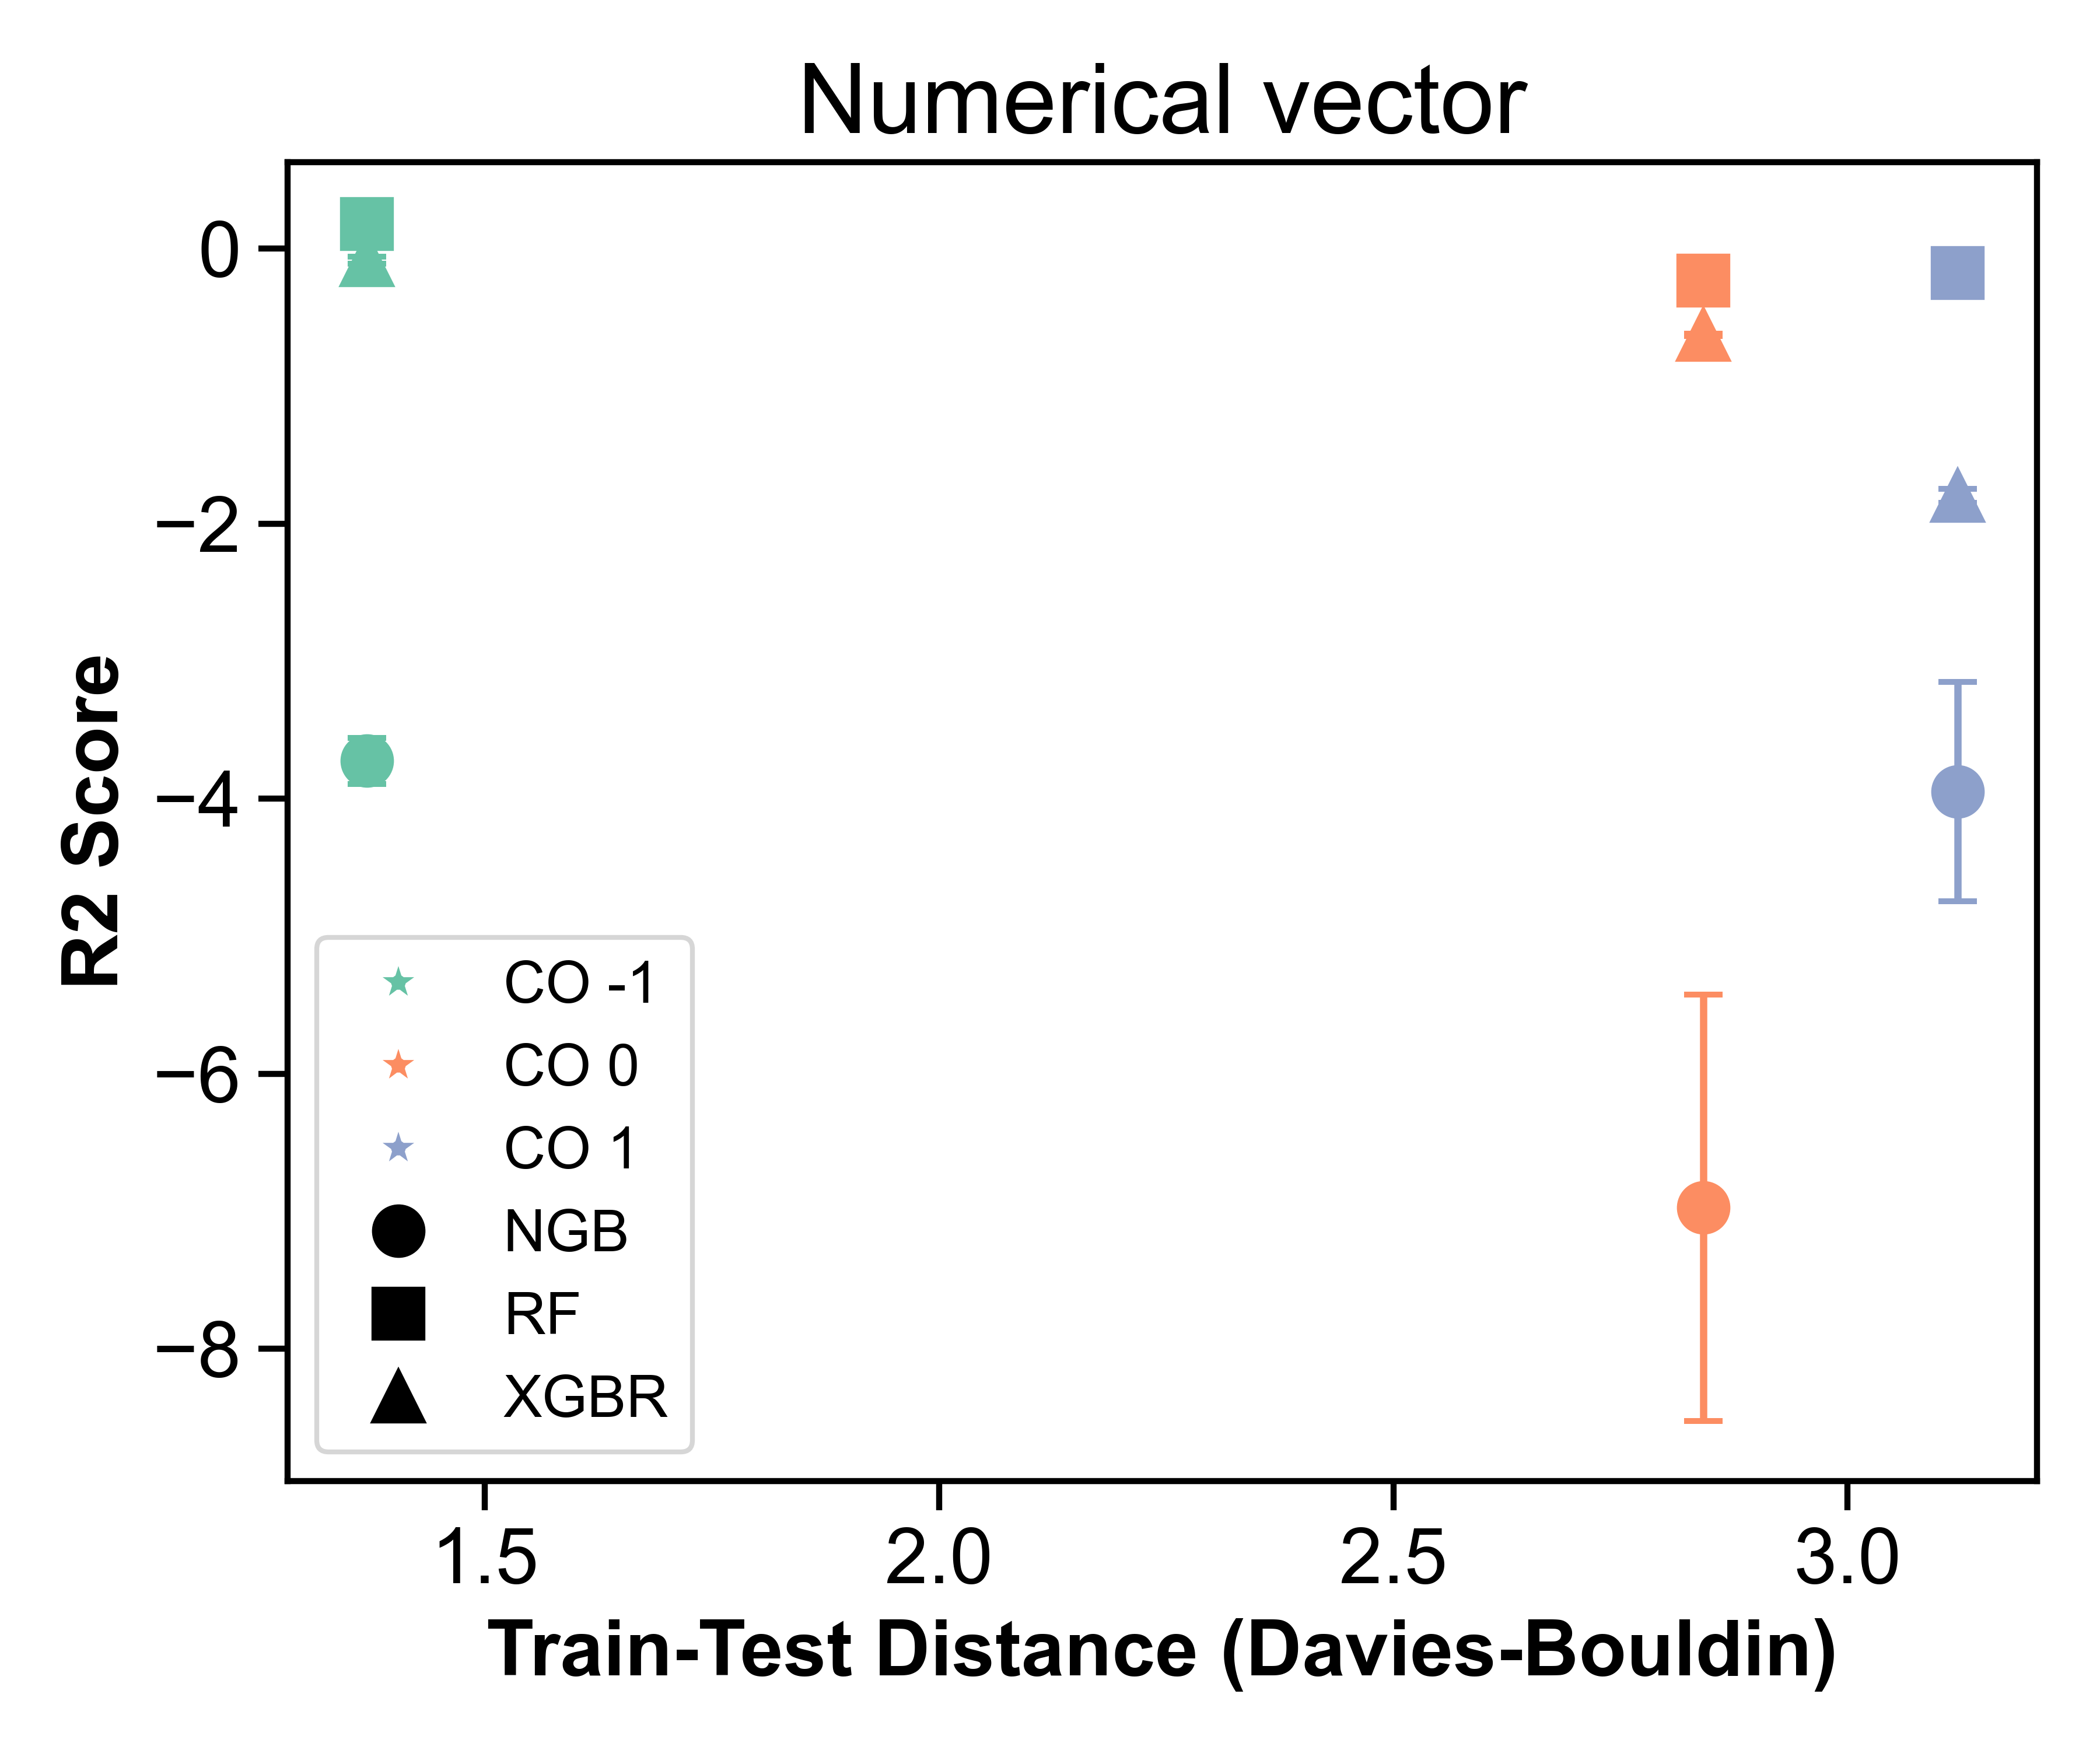 Numerical vector
0
−2
−4
−6
−8
R2 Score
CO -1
CO 0
CO 1
NGB
RF
XGBR
1.5 2.0 2.5 3.0
Train-Test Distance (Davies-Bouldin)